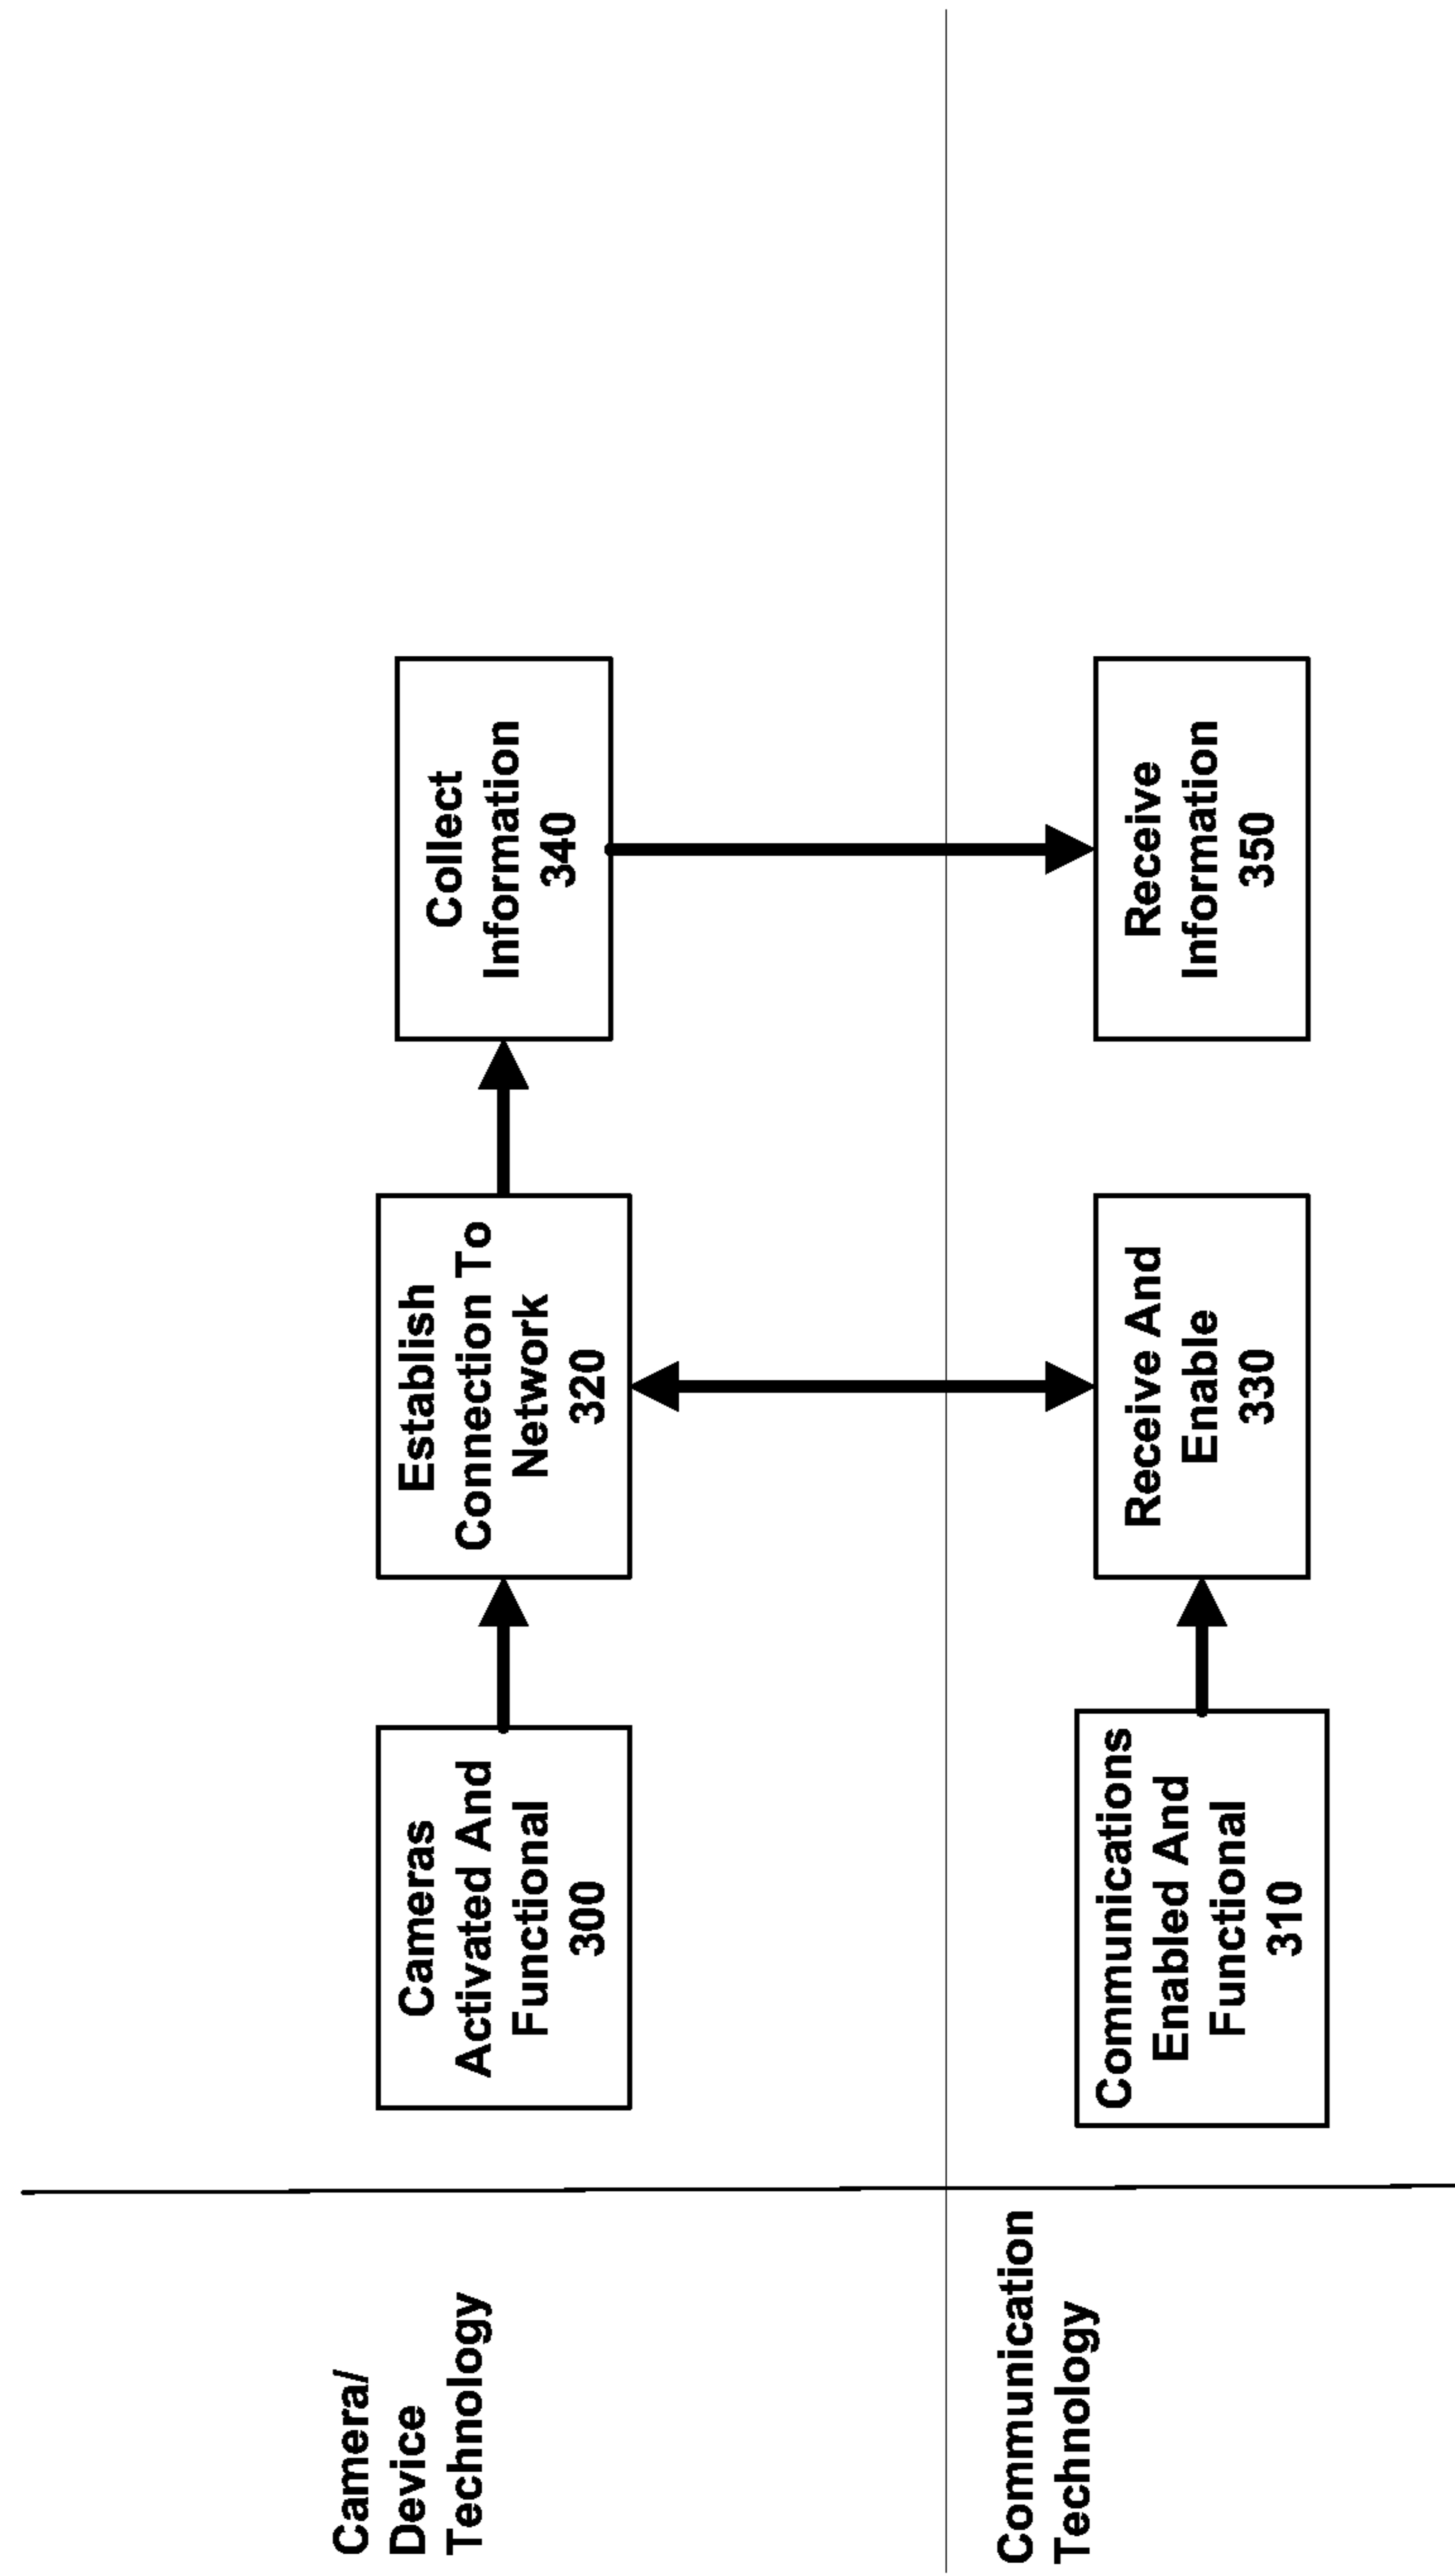 Camera/
Device
Technology
Cameras
Activated And
Functional
300
Establish
Connection To
Network
320
Collect
Information
340
Communication
Technology
Communications
Enabled And
Functional
310
Receive And
Enable
330
Receive
Information
350